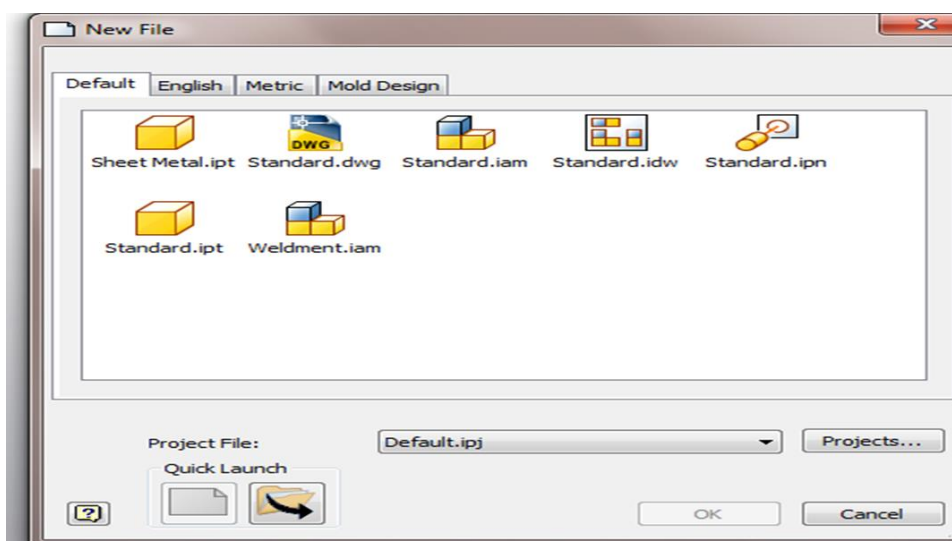 New File
Default English Metric Mold Design
DWG
Sheet Metal.ipt Standard.dwg Standard.iam Standard.idw Standard.ipn
Standard.ipt Weldment.iam
Project File: Default.ipj Projects...
Quick Launch
OK Cancel